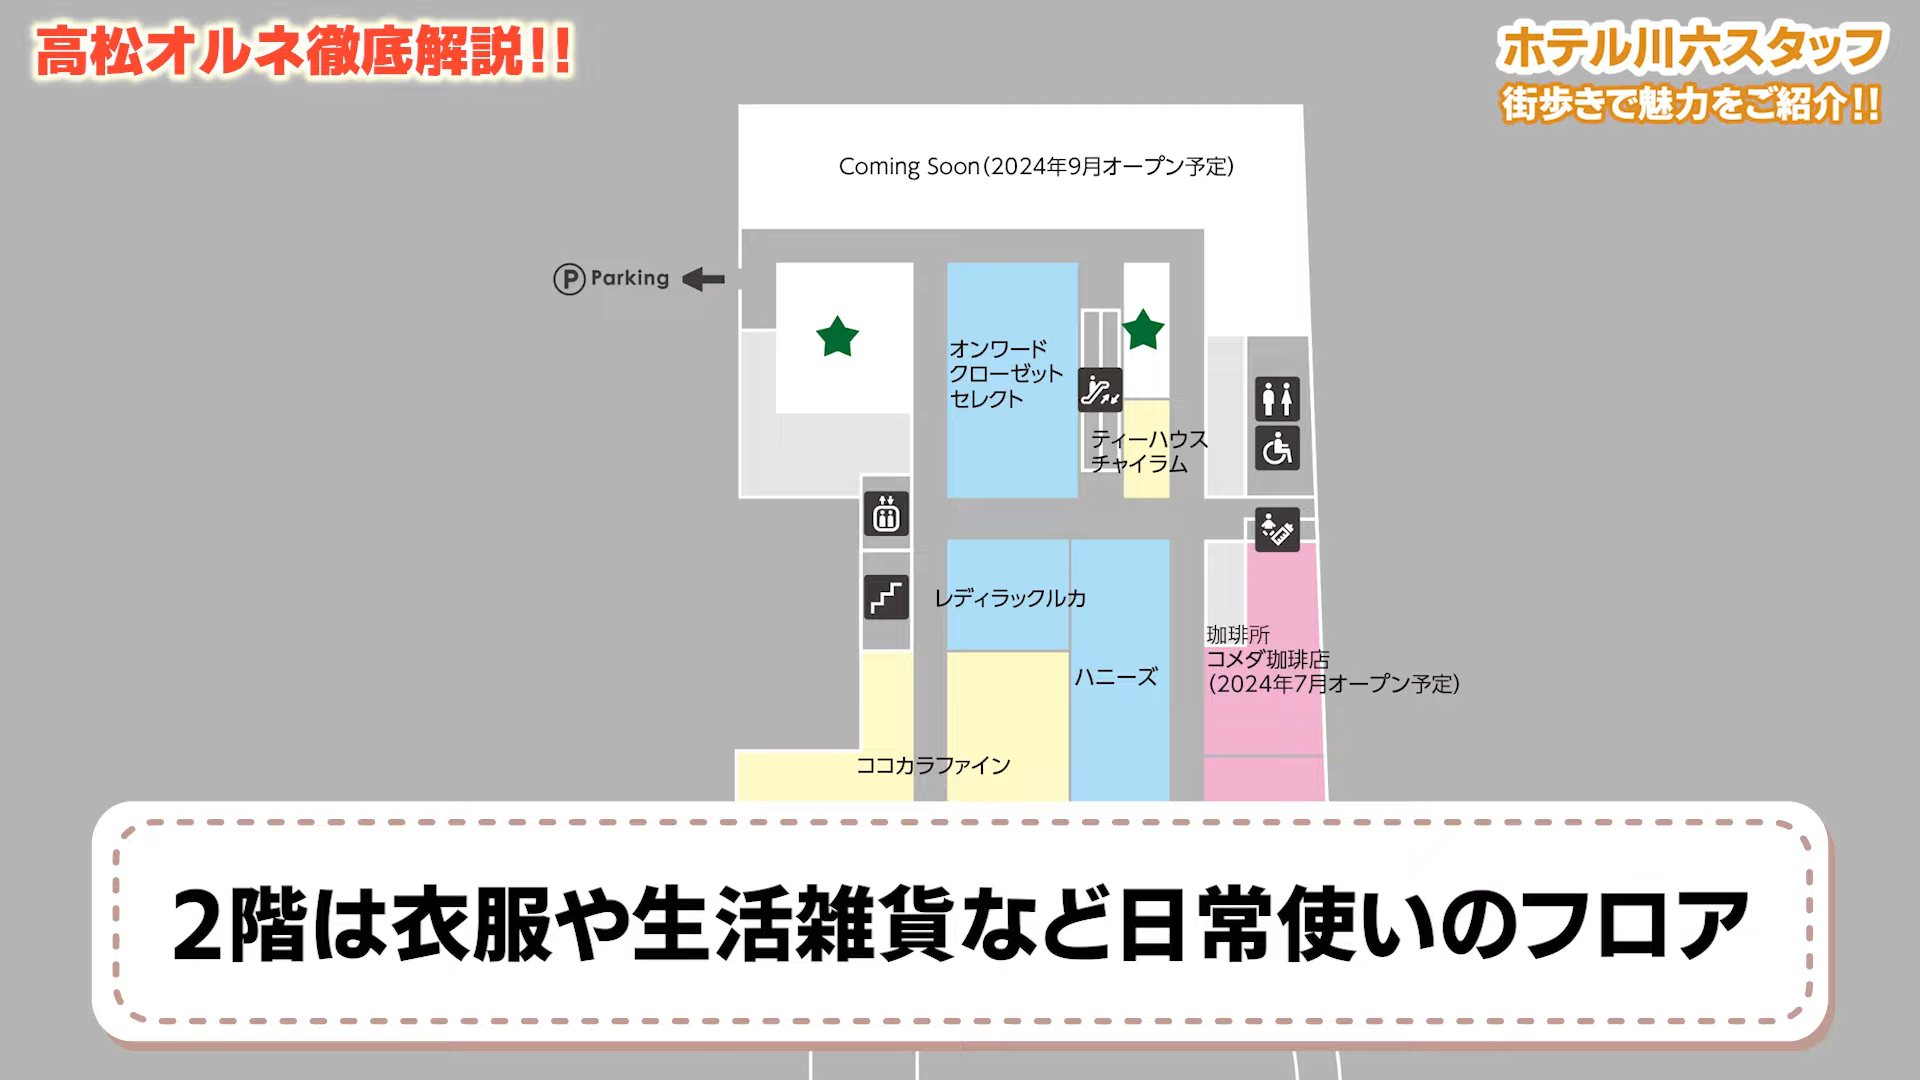 高松オルネ徹底解説!!
ホテル川六スタッフ
街歩きで魅力をご紹介!!
Coming Soon(2024年9月オープン予定)
P Parking
オンワード
クローゼット
セレクト
ティーハウス
チャイラム
レディラックルカ
ハニーズ
珈琲所
コメダ珈琲店
(2024年7月オープン予定)
ココカラファイン
2階は衣服や生活雑貨など日常使いのフロア